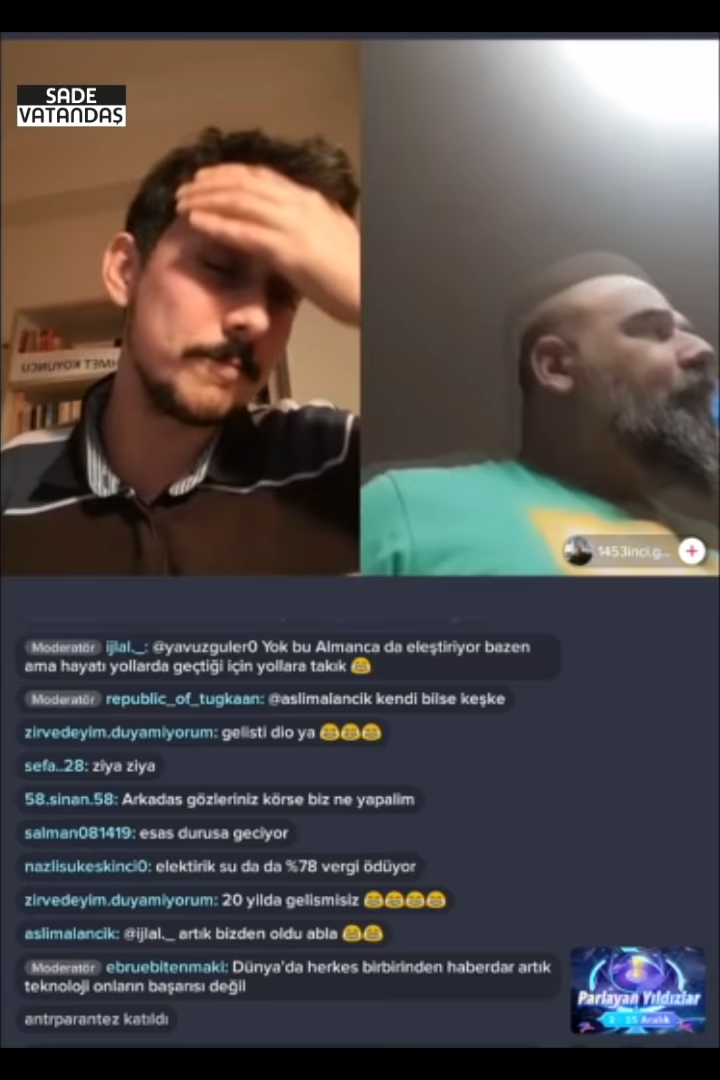 SADE
VATANDAŞ
AHMET KOYUNCU
1453inci.g...
Moderatör ijlal._: @yavuzguler0 Yok bu Almanca da eleştiriyor bazen
ama hayatı yollarda geçtiği için yollara takık 😂
Moderatör republic_of_tugkaan: @aslimalancik kendi bilse keşke
zirvedeyim.duyamiyorum: gelisti dio ya 😂😂😂
sefa..28: ziya ziya
58.sinan.58: Arkadas gözleriniz körse biz ne yapalim
salman081419: esas durusa geciyor
nazlisukeskinci0: elektirik su da da %78 vergi ödüyor
zirvedeyim.duyamiyorum: 20 yilda gelismisiz 😂😂😂😂
aslimalancik: @ijlal._ artık bizden oldu abla 😂😂
Moderatör ebruebitenmaki: Dünya'da herkes birbirinden haberdar artık
teknoloji onların başarısı değil
antrparantez katıldı
Parlayan Yıldızlar
2 - 15 Aralık